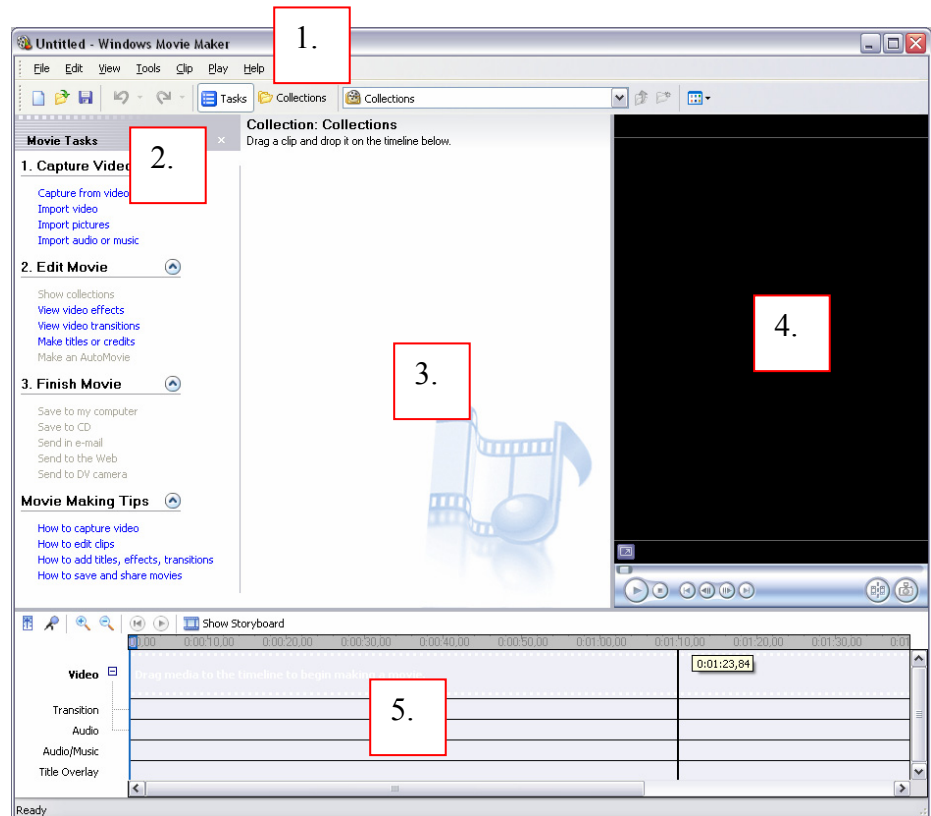 1.
Untitled - Windows Movie Maker
File Edit View Tools Clip Play Help
Tasks Collections Collections
Movie Tasks
2.
Collection: Collections
Drag a clip and drop it on the timeline below.
1. Capture Vide
Capture from video
Import video
Import pictures
Import audio or music
2. Edit Movie
Show collections
View video effects
View video transitions
Make titles or credits
Make an AutoMovie
3. Finish Movie
Save to my computer
Save to CD
Send in e-mail
Send to the Web
Send to DV camera
Movie Making Tips
How to capture video
How to edit clips
How to add titles, effects, transitions
How to save and share movies
3.
4.
Show Storyboard
0:00:10,00 0:00:20,00 0:00:30,00 0:00:40,00 0:00:50,00 0:01:00,00 0:01:10,00 0:01:20,00 0:01:30,00 0:01
0:01:23,84
Video
Drag media to the timeline to begin making a movie.
5.
Transition
Audio
Audio/Music
Title Overlay
Ready